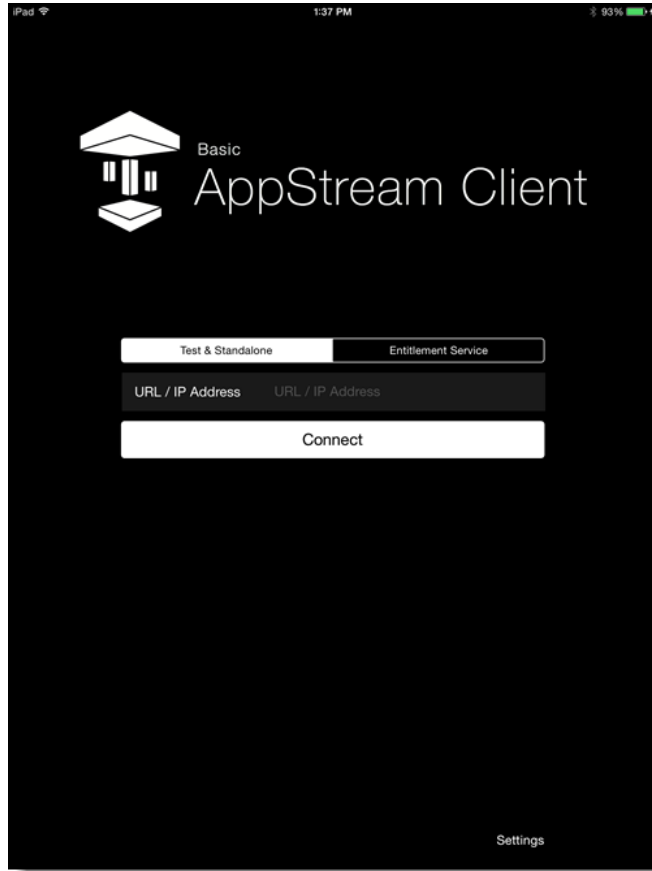 iPad 1:37 PM 93%
Basic
AppStream Client
Test & Standalone Entitlement Service
URL / IP Address URL / IP Address
Connect
Settings